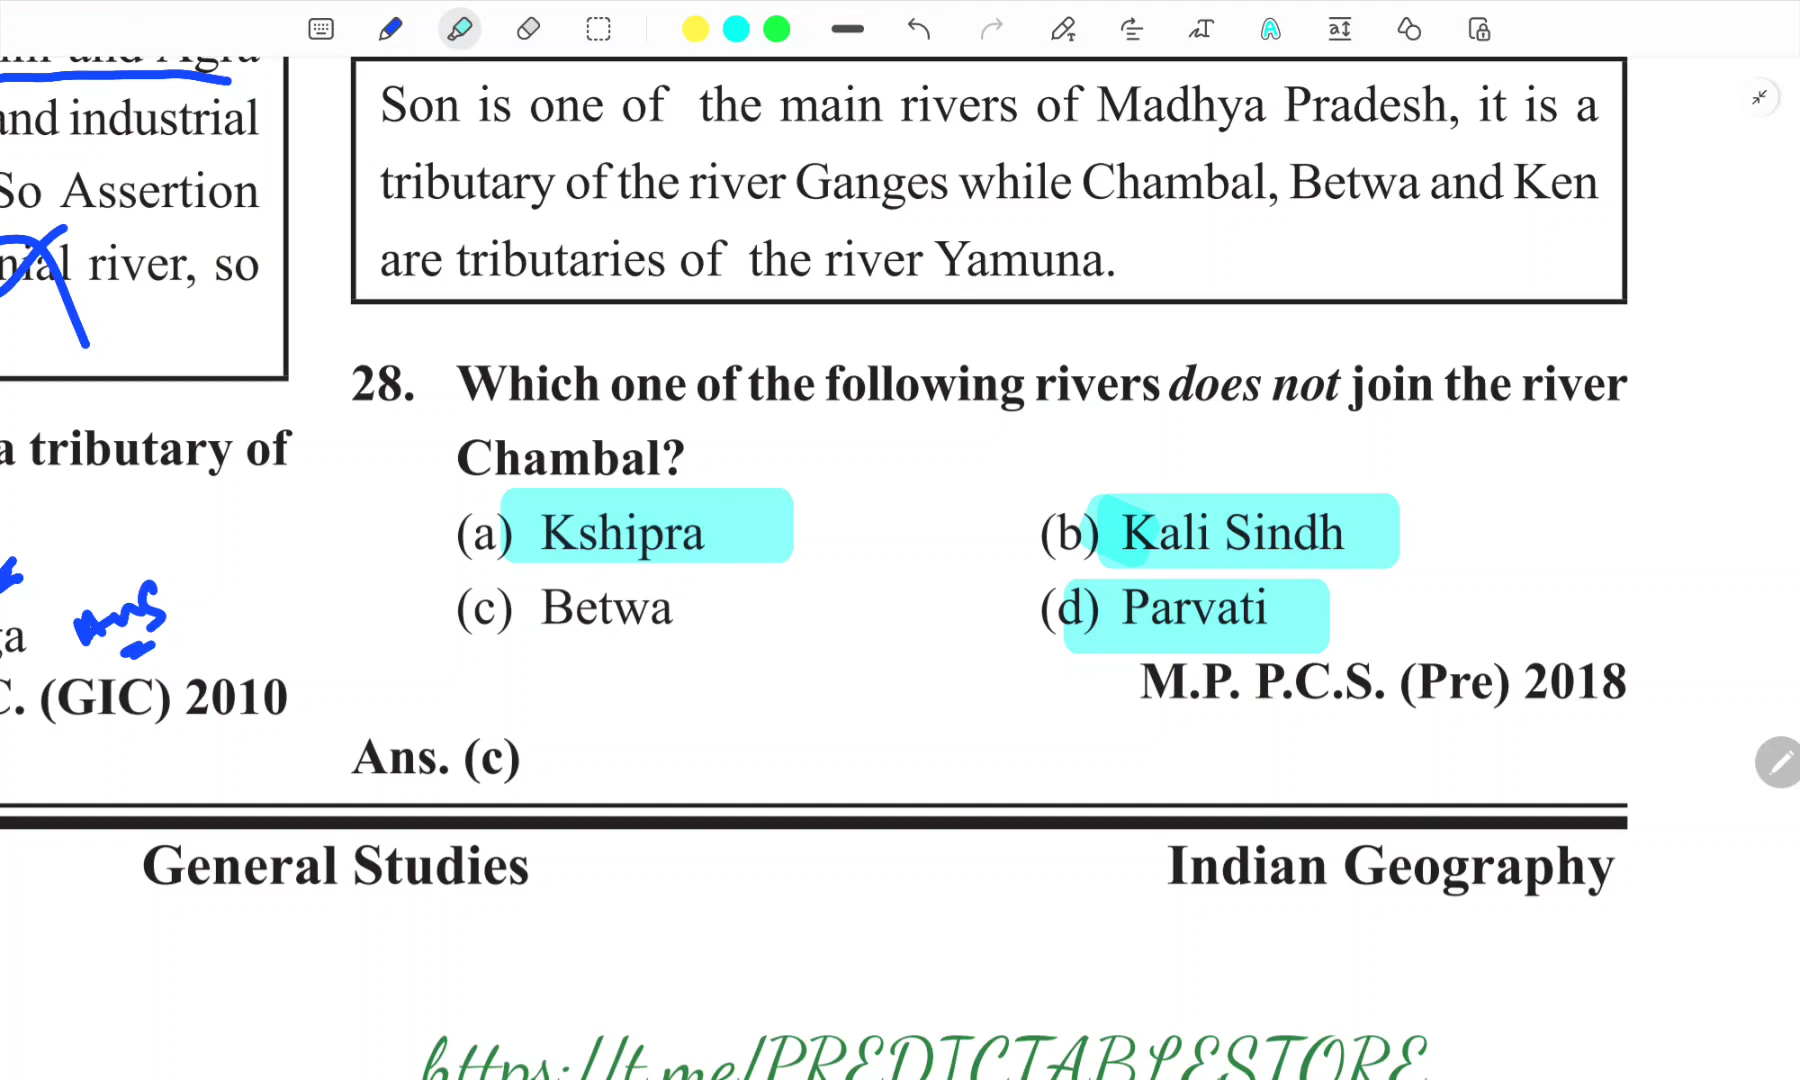 and industrial
So Assertion
river, so
a tributary of
C. (GIC) 2010
Son is one of the main rivers of Madhya Pradesh, it is a
tributary of the river Ganges while Chambal, Betwa and Ken
are tributaries of the river Yamuna.
28. Which one of the following rivers does not join the river
Chambal?
(a) Kshipra (b) Kali Sindh
(c) Betwa (d) Parvati
M.P. P.C.S. (Pre) 2018
Ans. (c)
General Studies Indian Geography
https://t.me/PREDICTABLESTORE